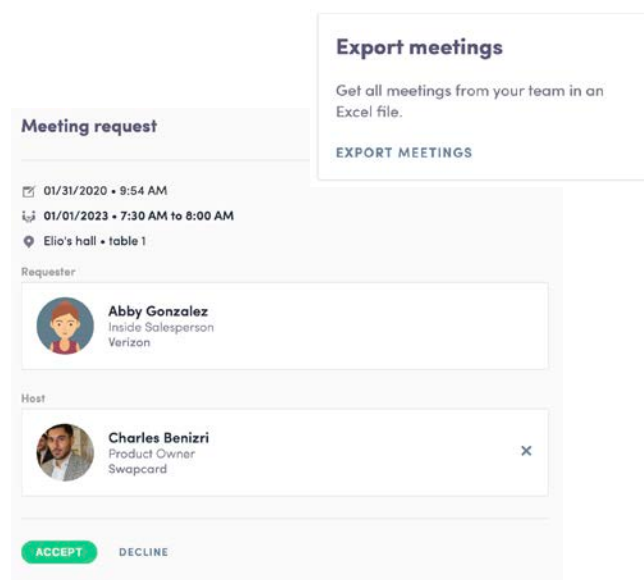 Export meetings
Get all meetings from your team in an
Excel file.
EXPORT MEETINGS
Meeting request
01/31/2020 • 9:54 AM
01/01/2023 • 7:30 AM to 8:00 AM
Elio's hall • table 1
Requester
Abby Gonzalez
Inside Salesperson
Verizon
Host
Charles Benizri
Product Owner
Swapcard
ACCEPT DECLINE